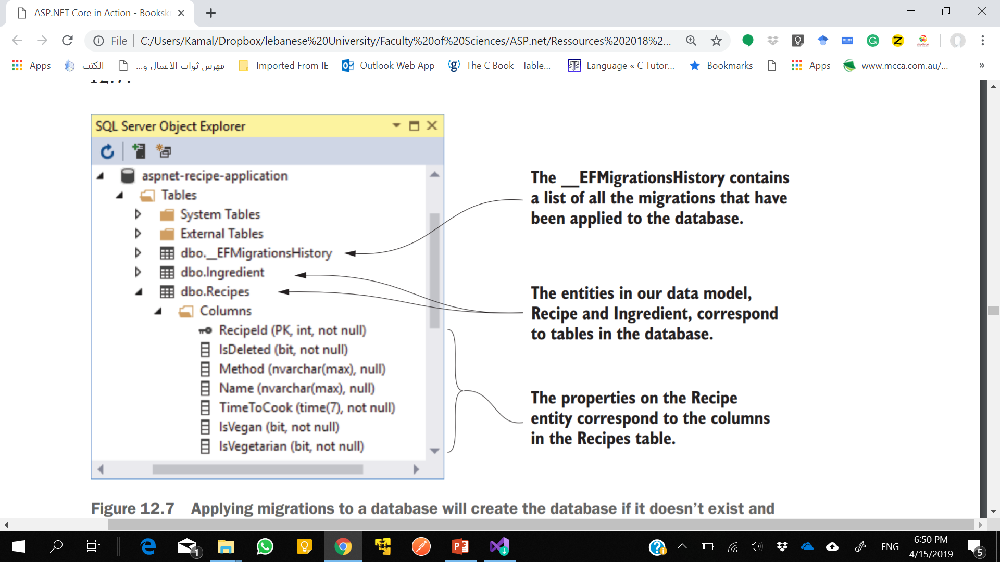 ASP.NET Core in Action - Booksk
File
C:/Users/Kamal/Dropbox/lebanese%20University/Faculty%20of%20Sciences/ASP.net/Ressources%202018%2...
Apps
الكتب
فهرس ثواب الاعمال و...
Imported From IE
Outlook Web App
The C Book - Table...
Language « C Tutor...
Bookmarks
Apps
www.mcca.com.au/...
»
12.7.
SQL Server Object Explorer
aspnet-recipe-application
Tables
System Tables
External Tables
dbo.__EFMigrationsHistory
dbo.Ingredient
dbo.Recipes
Columns
RecipeId (PK, int, not null)
IsDeleted (bit, not null)
Method (nvarchar(max), null)
Name (nvarchar(max), null)
TimeToCook (time(7), not null)
IsVegan (bit, not null)
IsVegetarian (bit, not null)
The __EFMigrationsHistory contains
a list of all the migrations that have
been applied to the database.
The entities in our data model,
Recipe and Ingredient, correspond
to tables in the database.
The properties on the Recipe
entity correspond to the columns
in the Recipes table.
Figure 12.7 Applying migrations to a database will create the database if it doesn't exist and
1
ENG
6:50 PM
4/15/2019
5